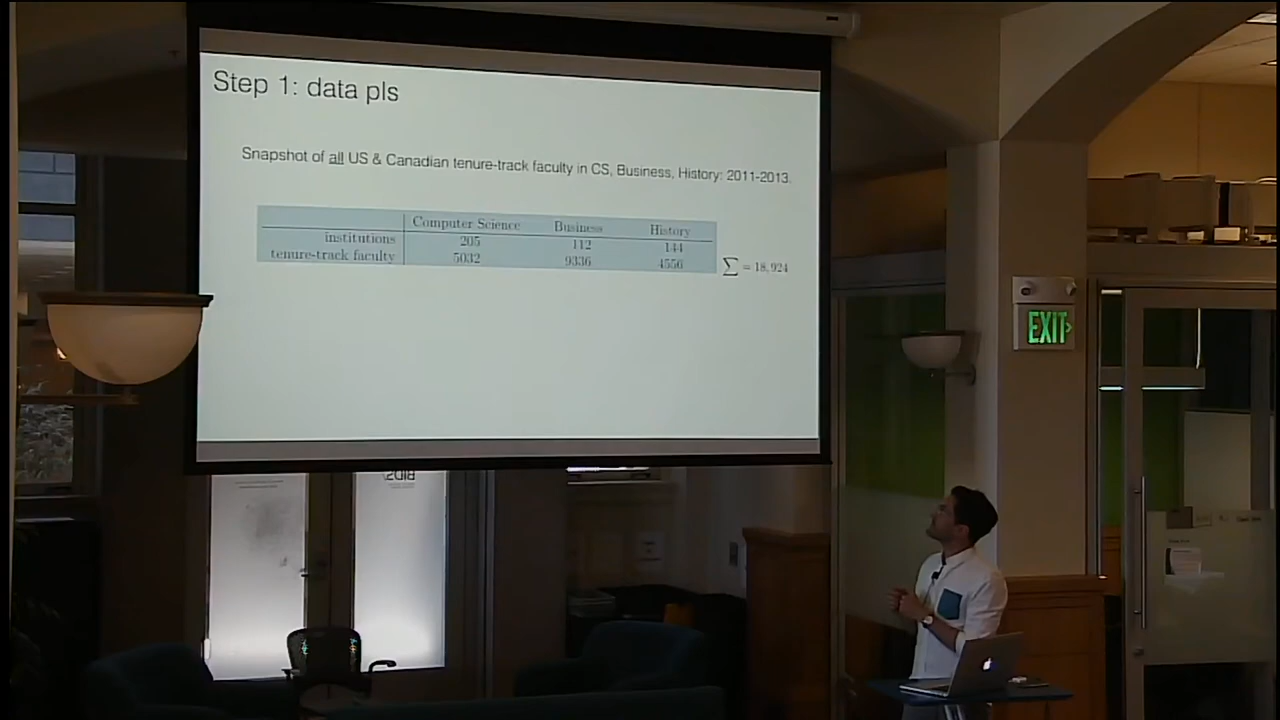 Step 1: data pls
Snapshot of all US & Canadian tenure-track faculty in CS, Business, History: 2011-2013.
Computer Science Business History
institutions 205 112 144
tenure-track faculty 5032 9336 4556
∑ = 18,924
EXIT
BIDS